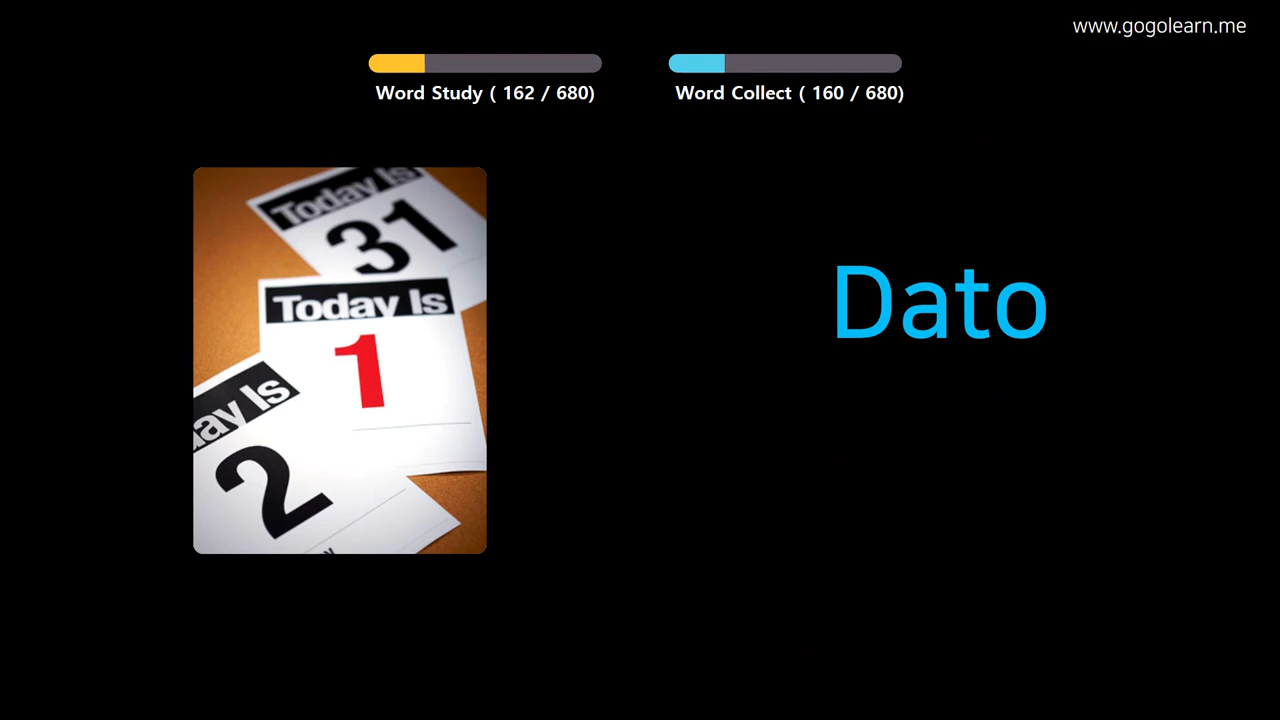 www.gogolearn.me
Word Study ( 162 / 680)
Word Collect ( 160 / 680)
Today Is
31
Today Is
1
day Is
2
Dato